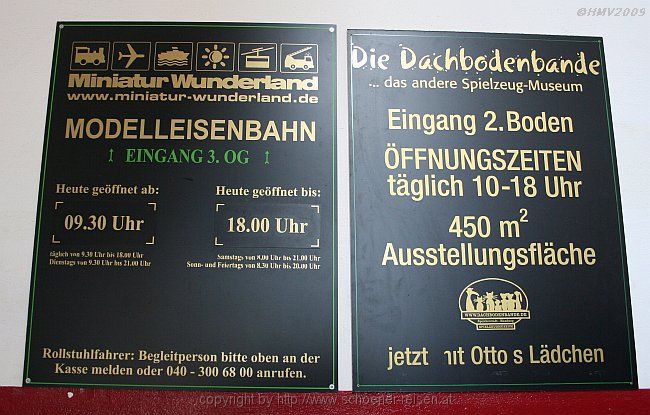 ©HMV2009
Miniatur Wunderland
www.miniatur-wunderland.de
MODELLEISENBAHN
↑ EINGANG 3. OG ↑
Heute geöffnet ab:
Heute geöffnet bis:
09.30 Uhr
18.00 Uhr
täglich von 9.30 Uhr bis 18.00 Uhr
Dienstags von 9.30 Uhr bis 21.00 Uhr
Samstags von 8.00 Uhr bis 21.00 Uhr
Sonn- und Feiertags von 8.30 Uhr bis 20.00 Uhr
Rollstuhlfahrer: Begleitperson bitte oben an der
Kasse melden oder 040 - 300 68 00 anrufen.
Die Dachbodenbande
... das andere Spielzeug-Museum
Eingang 2. Boden
ÖFFNUNGSZEITEN
täglich 10-18 Uhr
450 m²
Ausstellungsfläche
WWW.DACHBODENBANDE.DE
jetzt mit Otto s Lädchen
copyright by http://www.schoener-reisen.at